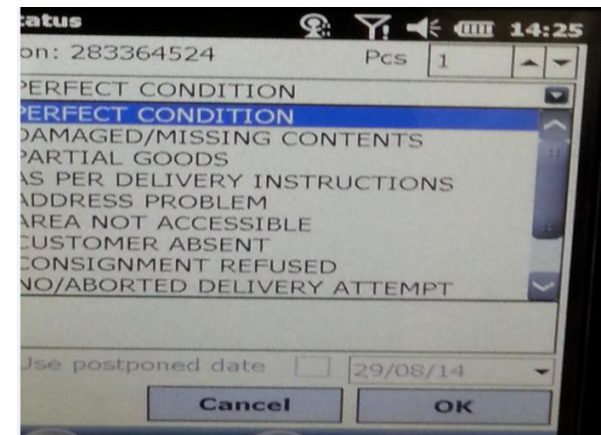 tatus 14:25
on: 283364524 Pcs 1
PERFECT CONDITION
PERFECT CONDITION
DAMAGED/MISSING CONTENTS
PARTIAL GOODS
AS PER DELIVERY INSTRUCTIONS
ADDRESS PROBLEM
AREA NOT ACCESSIBLE
CUSTOMER ABSENT
CONSIGNMENT REFUSED
NO/ABORTED DELIVERY ATTEMPT
Use postponed date 29/08/14
Cancel OK